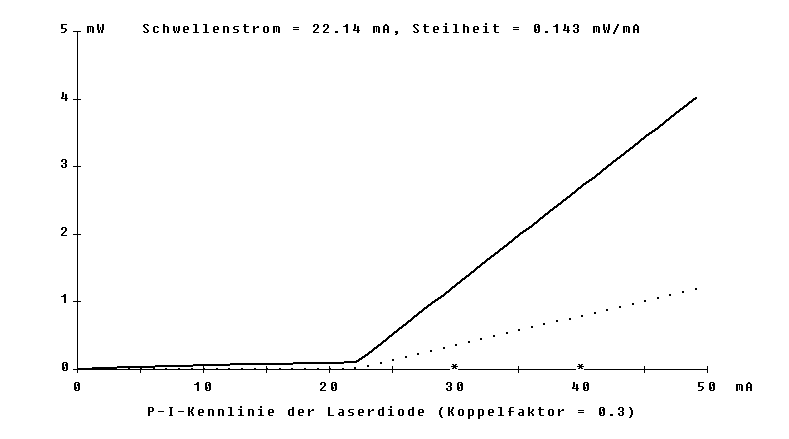 5 mW Schwellenstrom = 22.14 mA, Steilheit = 0.143 mW/mA
4
3
2
1
0
0 10 20 30 40 50 mA
* *
P-I-Kennlinie der Laserdiode (Koppelfaktor = 0.3)